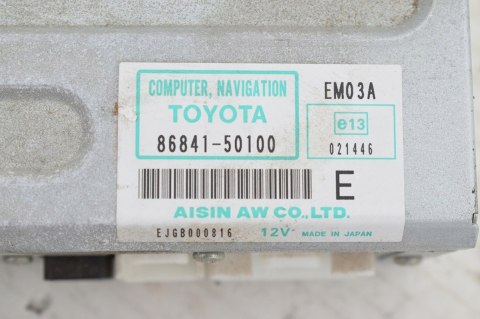 COMPUTER, NAVIGATION
TOYOTA
86841-50100
EM03A
e13
021446
E
AISIN AW CO.,LTD.
EJGB000816 12V MADE IN JAPAN